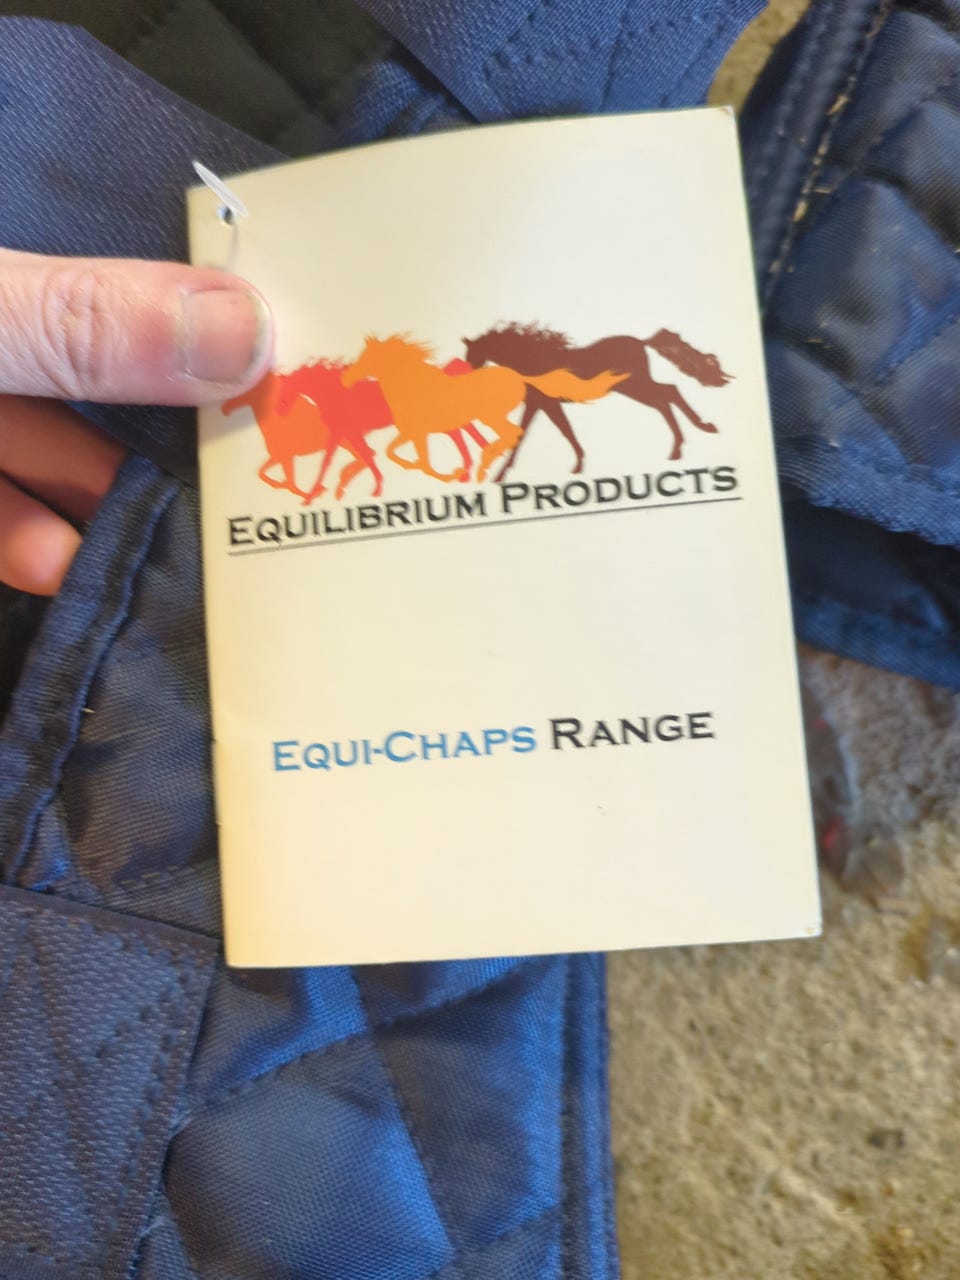 Equilibrium Products
Equi-Chaps Range